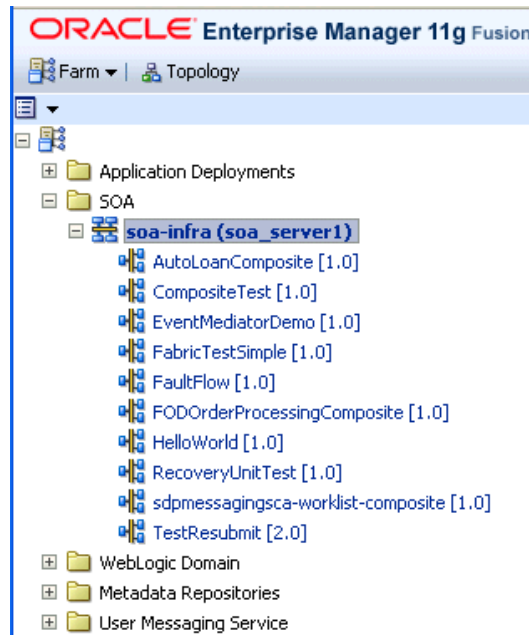 ORACLE Enterprise Manager 11g Fusion
Farm Topology
Application Deployments
SOA
soa-infra (soa_server1)
AutoLoanComposite [1.0]
CompositeTest [1.0]
EventMediatorDemo [1.0]
FabricTestSimple [1.0]
FaultFlow [1.0]
FODOrderProcessingComposite [1.0]
HelloWorld [1.0]
RecoveryUnitTest [1.0]
sdpmessagingsca-worklist-composite [1.0]
TestResubmit [2.0]
WebLogic Domain
Metadata Repositories
User Messaging Service